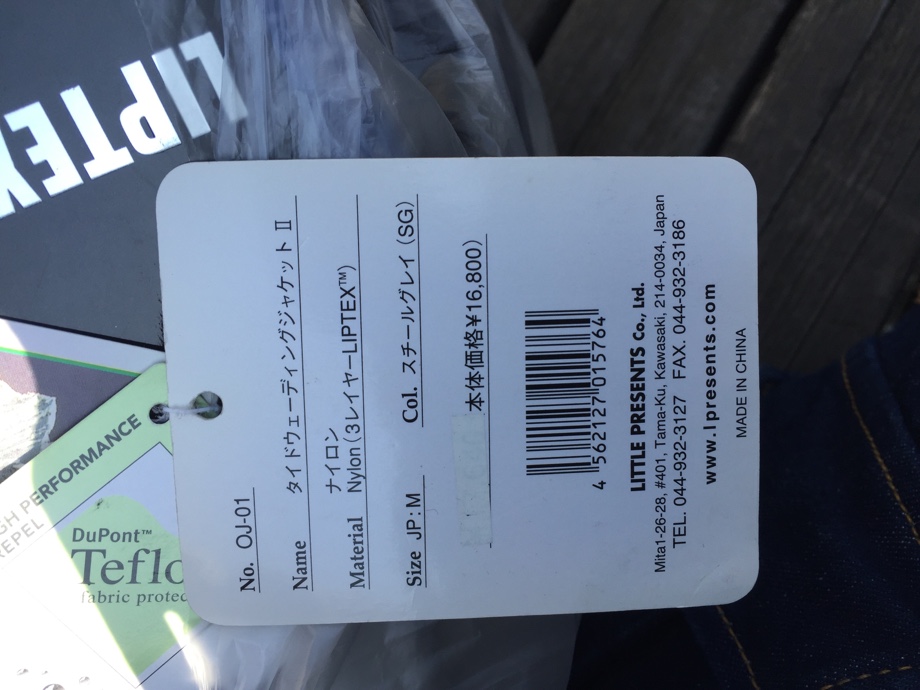 LIPTEX
No. OJ-01
Name タイドウェーディングジャケット II
ナイロン
Material Nylon (3レイヤーLIPTEX™)
Size JP : M Col. スチールグレイ (SG)
本体価格¥16,800)
4 562127 015764
LITTLE PRESENTS Co., Ltd.
Mita1-26-28, #401, Tama-Ku, Kawasaki, 214-0034, Japan
TEL. 044-932-3127 FAX. 044-932-3186
www.lpresents.com
MADE IN CHINA
GH PERFORMANCE
REPEL
DuPont™
Teflo
fabric protec